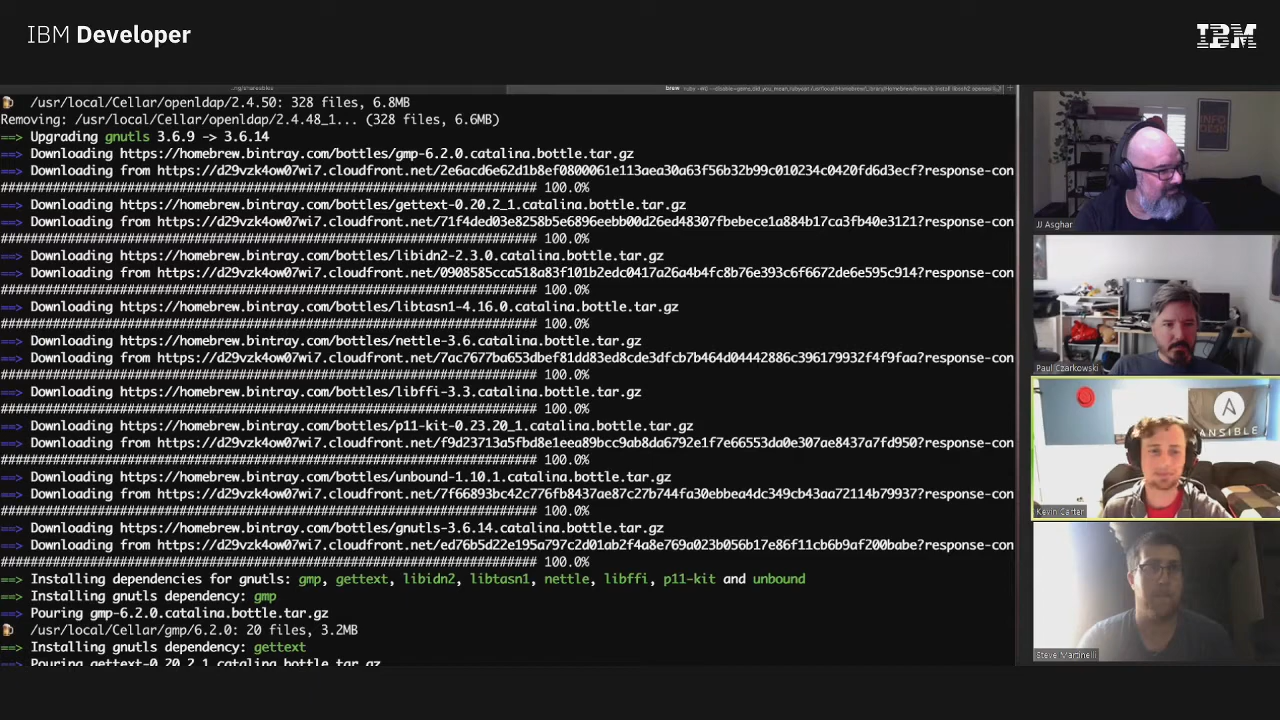 IBM Developer
IBM
/usr/local/Cellar/openldap/2.4.50: 328 files, 6.8MB
Removing: /usr/local/Cellar/openldap/2.4.48_1... (328 files, 6.6MB)
==> Upgrading gnutls 3.6.9 -> 3.6.14
==> Downloading https://homebrew.bintray.com/bottles/gmp-6.2.0.catalina.bottle.tar.gz
==> Downloading from https://d29vzk4ow07wi7.cloudfront.net/2e6acd6e62d1b8ef0800061e113aea30a63f56b32b99c010234c0420fd6d3ecf?response-con
######################################################################## 100.0%
==> Downloading https://homebrew.bintray.com/bottles/gettext-0.20.2_1.catalina.bottle.tar.gz
==> Downloading from https://d29vzk4ow07wi7.cloudfront.net/71f4ded03e8258b5e6896eebb00d26ed48307fbebece1a884b17ca3fb40e3121?response-con
######################################################################## 100.0%
==> Downloading https://homebrew.bintray.com/bottles/libidn2-2.3.0.catalina.bottle.tar.gz
==> Downloading from https://d29vzk4ow07wi7.cloudfront.net/0908585cca518a83f101b2edc0417a26a4b4fc8b76e393c6f6672de6e595c914?response-con
######################################################################## 100.0%
==> Downloading https://homebrew.bintray.com/bottles/libtasn1-4.16.0.catalina.bottle.tar.gz
######################################################################## 100.0%
==> Downloading https://homebrew.bintray.com/bottles/nettle-3.6.catalina.bottle.tar.gz
==> Downloading from https://d29vzk4ow07wi7.cloudfront.net/7ac7677ba653dbef81dd83ed8cde3dfcb7b464d04442886c396179932f4f9faa?response-con
######################################################################## 100.0%
==> Downloading https://homebrew.bintray.com/bottles/libffi-3.3.catalina.bottle.tar.gz
######################################################################## 100.0%
==> Downloading https://homebrew.bintray.com/bottles/p11-kit-0.23.20_1.catalina.bottle.tar.gz
==> Downloading from https://d29vzk4ow07wi7.cloudfront.net/f9d23713a5fbd8e1eea89bcc9ab8da6792e1f7e66553da0e307ae8437a7fd950?response-con
######################################################################## 100.0%
==> Downloading https://homebrew.bintray.com/bottles/unbound-1.10.1.catalina.bottle.tar.gz
==> Downloading from https://d29vzk4ow07wi7.cloudfront.net/7f66893bc42c776fb8437ae87c27b744fa30ebbea4dc349cb43aa72114b79937?response-con
######################################################################## 100.0%
==> Downloading https://homebrew.bintray.com/bottles/gnutls-3.6.14.catalina.bottle.tar.gz
==> Downloading from https://d29vzk4ow07wi7.cloudfront.net/ed76b5d22e195a797c2d01ab2f4a8e769a023b056b17e86f11cb6b9af200babe?response-con
######################################################################## 100.0%
==> Installing dependencies for gnutls: gmp, gettext, libidn2, libtasn1, nettle, libffi, p11-kit and unbound
==> Installing gnutls dependency: gmp
==> Pouring gmp-6.2.0.catalina.bottle.tar.gz
/usr/local/Cellar/gmp/6.2.0: 20 files, 3.2MB
==> Installing gnutls dependency: gettext
==> Pouring gettext-0.20.2_1.catalina.bottle.tar.gz
INFO
DESK
JJ Asghar
Paul Czarkowski
ANSIBLE
Kevin Carter
Steve Martinelli